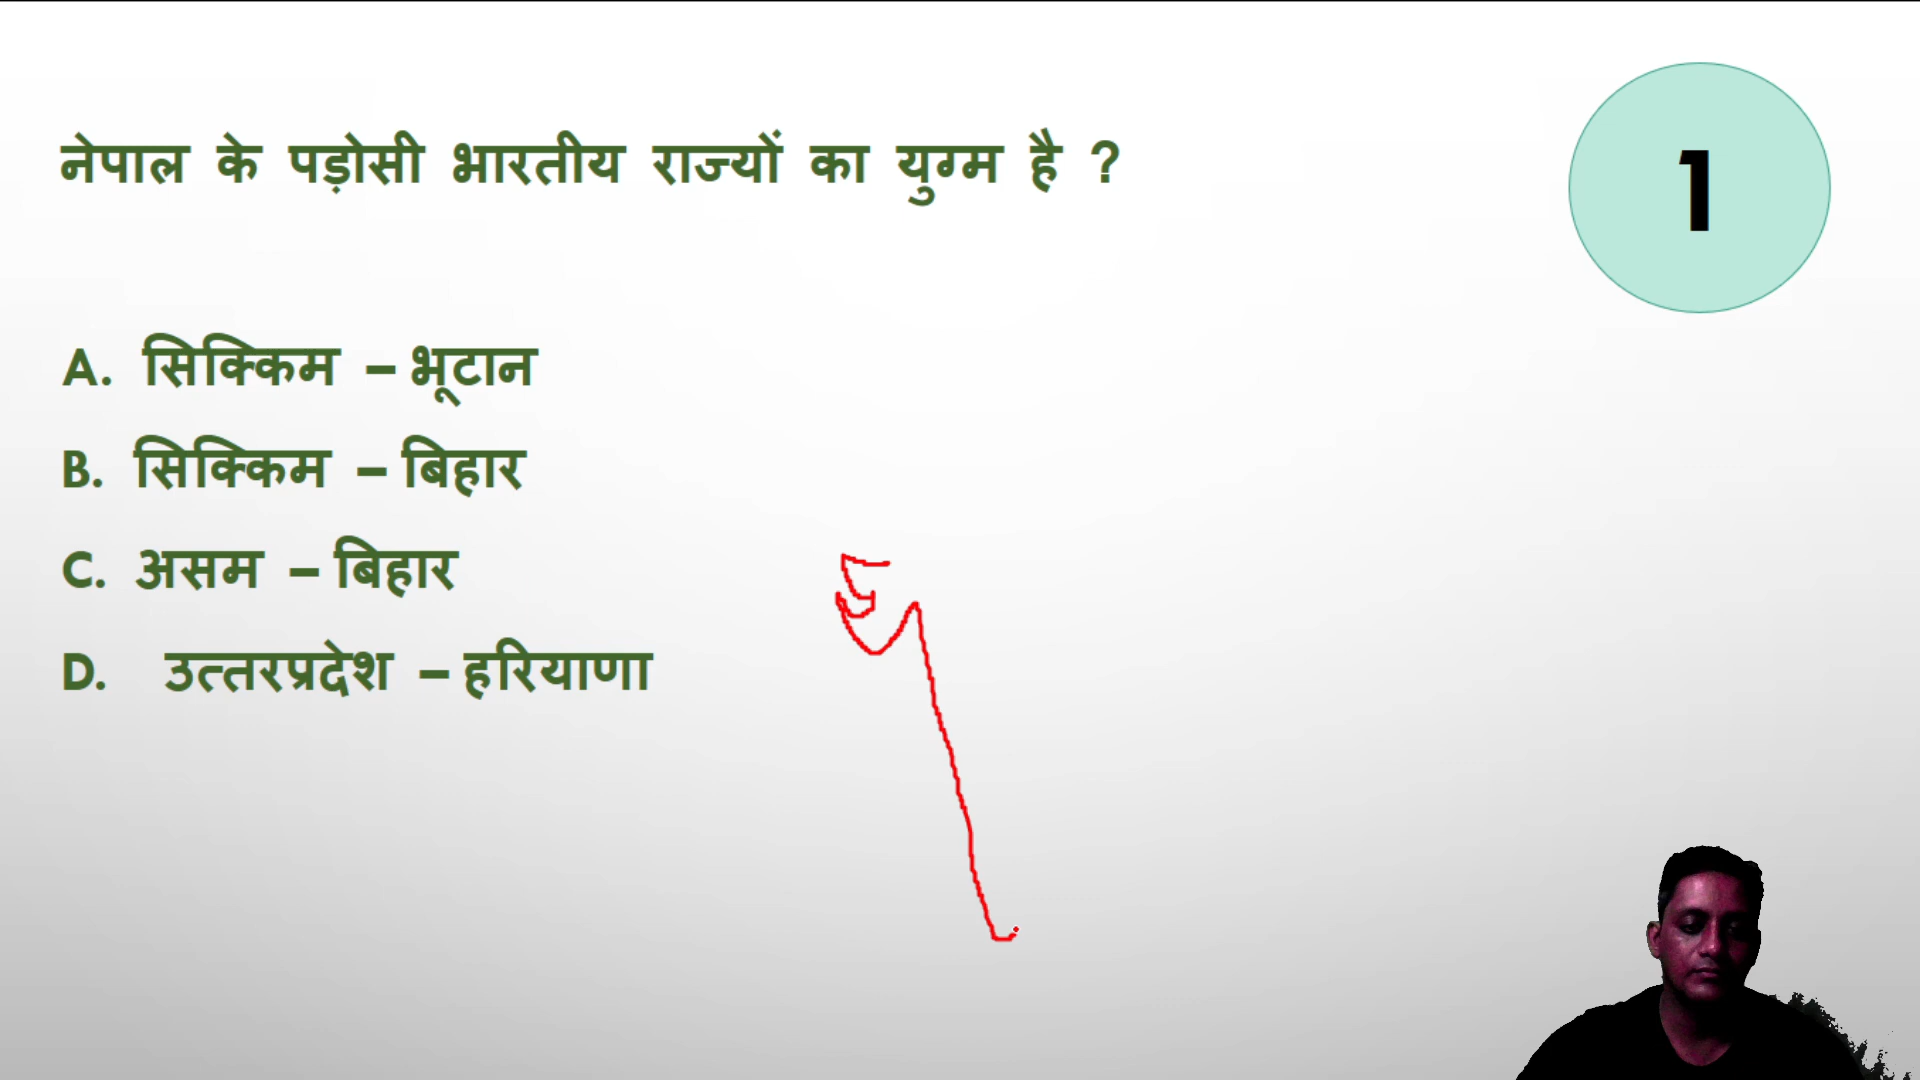 नेपाल के पड़ोसी भारतीय राज्यों का युग्म है ?
1
A. सिक्किम – भूटान
B. सिक्किम – बिहार
C. असम – बिहार
D. उत्तरप्रदेश – हरियाणा